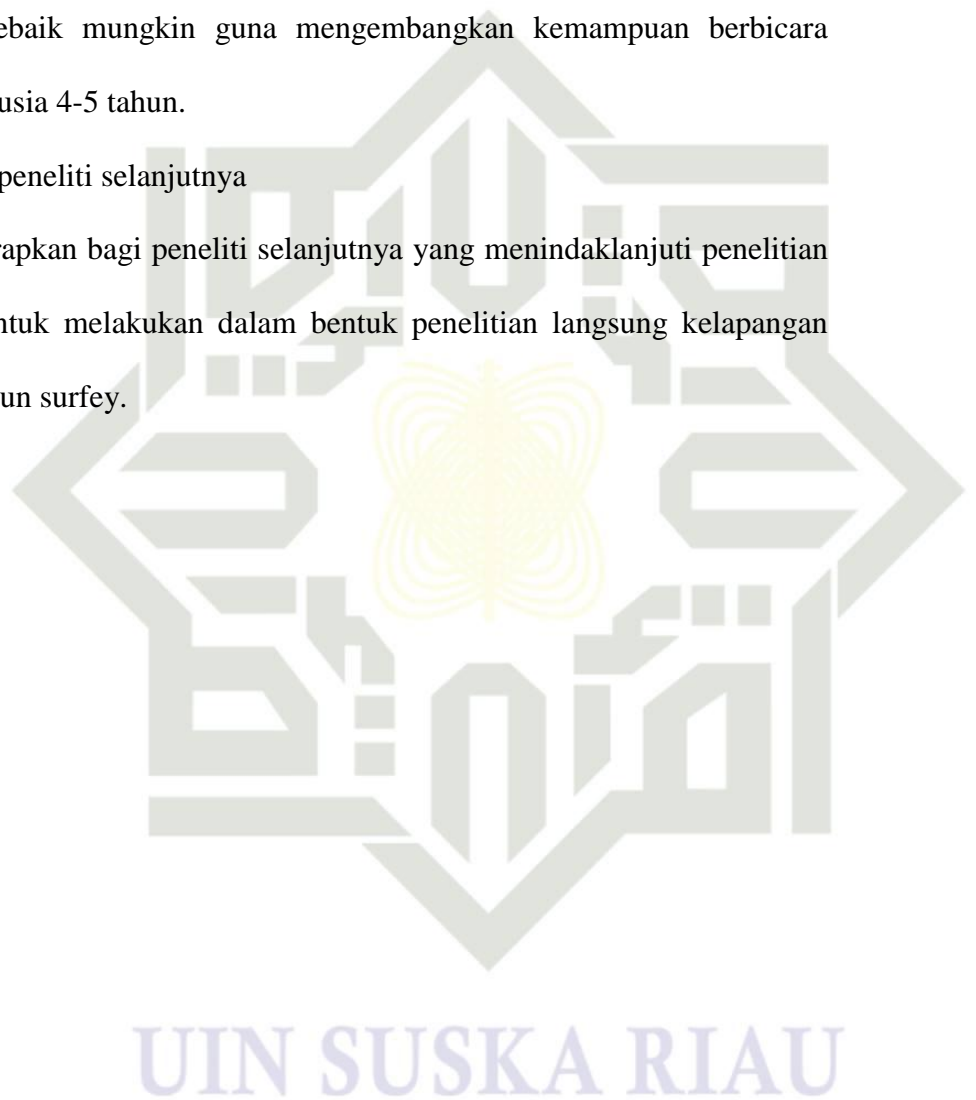 ebaik mungkin guna mengembangkan kemampuan berbicara
usia 4-5 tahun.
peneliti selanjutnya
rapkan bagi peneliti selanjutnya yang menindaklanjuti penelitian
ntuk melakukan dalam bentuk penelitian langsung kelapangan
un surfey.
UIN SUSKA RIAU